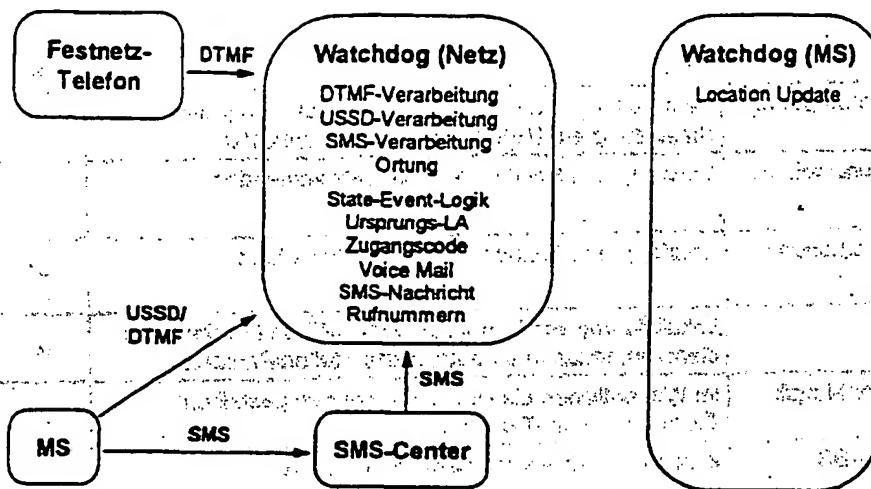 Festnetz-
Telefon
DTMF
Watchdog (Netz)
DTMF-Verarbeitung
USSD-Verarbeitung
SMS-Verarbeitung
Ortung
State-Event-Logik
Ursprungs-LA
Zugangscode
Voice Mail
SMS-Nachricht
Rufnummern
Watchdog (MS)
Location Update
USSD/
DTMF
SMS
MS
SMS
SMS-Center